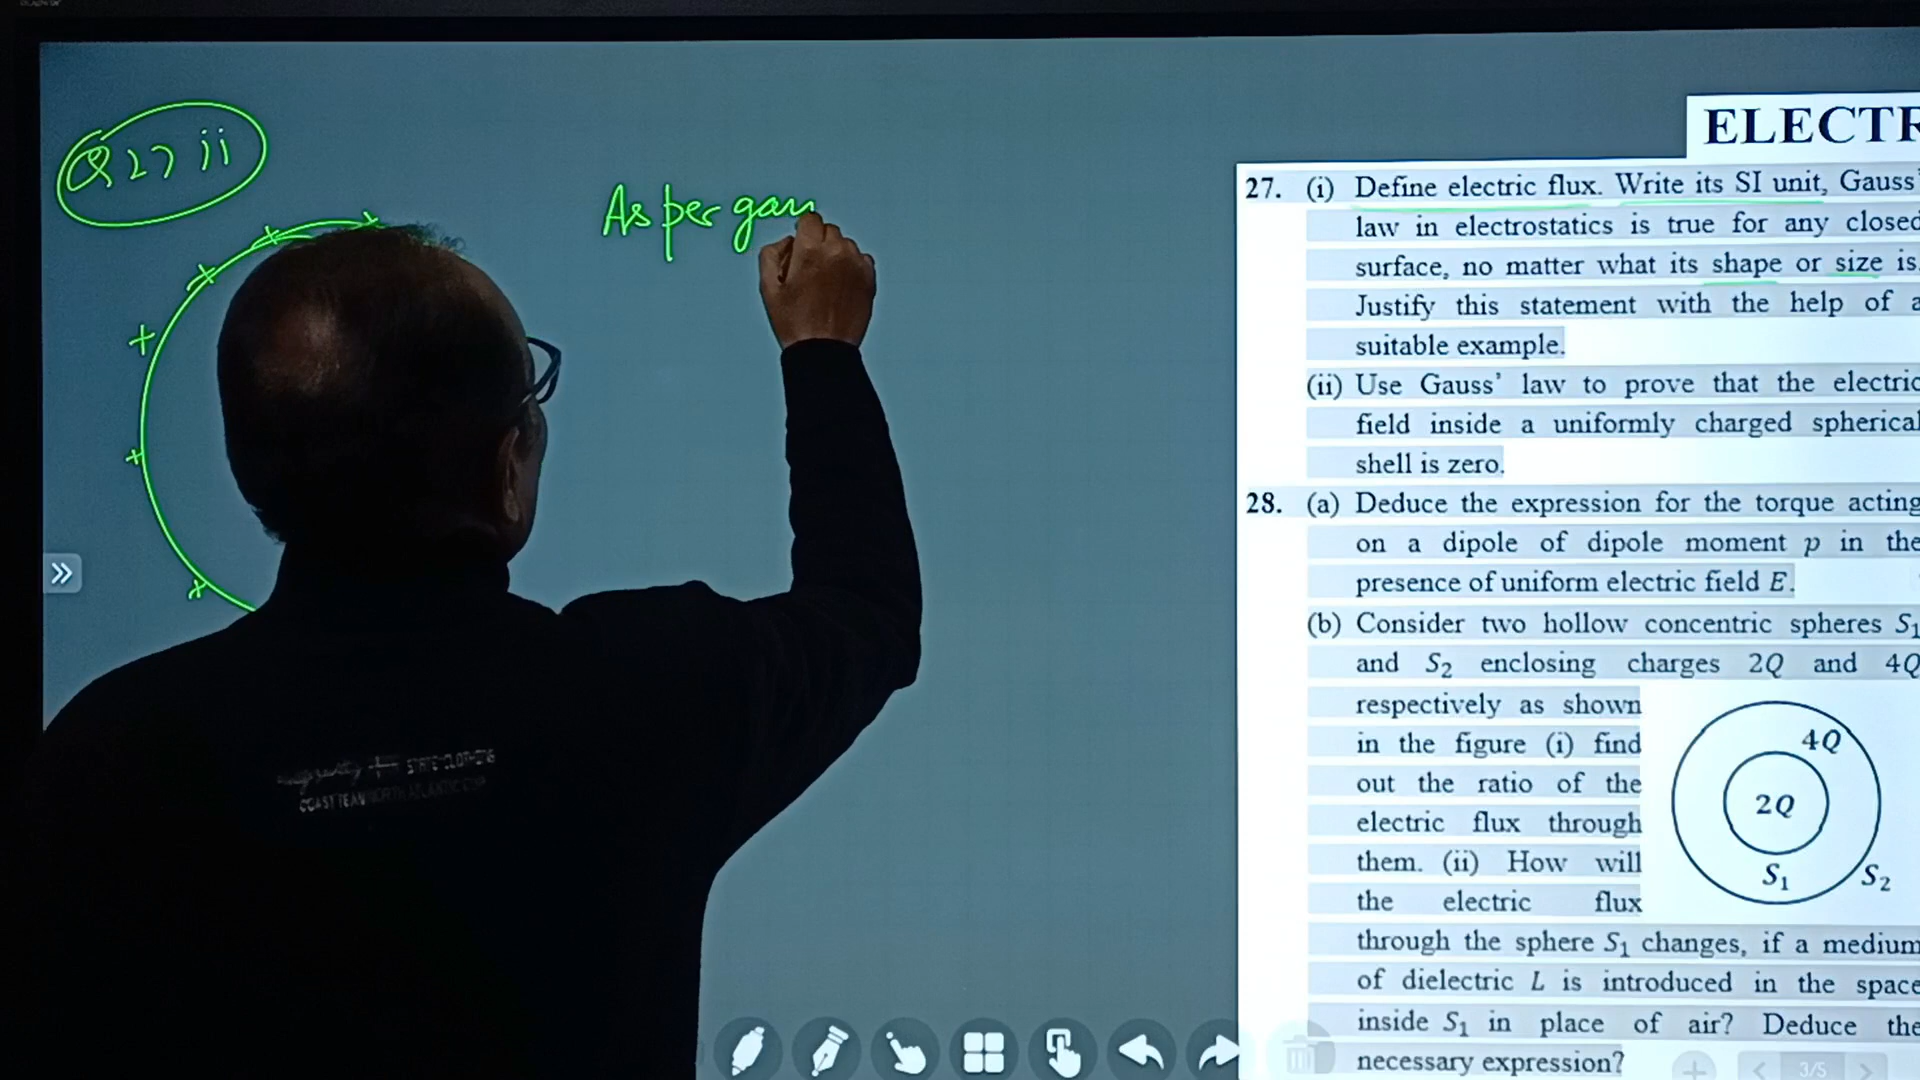 Q 27 ii
As per gau
+
+
+
ELECTR
27. (i) Define electric flux. Write its SI unit, Gauss'
law in electrostatics is true for any closed
surface, no matter what its shape or size is.
Justify this statement with the help of a
suitable example.
(ii) Use Gauss' law to prove that the electric
field inside a uniformly charged spherical
shell is zero.
28. (a) Deduce the expression for the torque acting
on a dipole of dipole moment p in the
presence of uniform electric field E.
(b) Consider two hollow concentric spheres S₁
and S₂ enclosing charges 2Q and 4Q
respectively as shown
in the figure (i) find
out the ratio of the
electric flux through
them. (ii) How will
the electric flux
4Q
2Q
S₁
S₂
through the sphere S₁ changes, if a medium
of dielectric L is introduced in the space
inside S₁ in place of air? Deduce the
necessary expression?
3/5
STATE CLOTHING
NORTH ATLANTIC